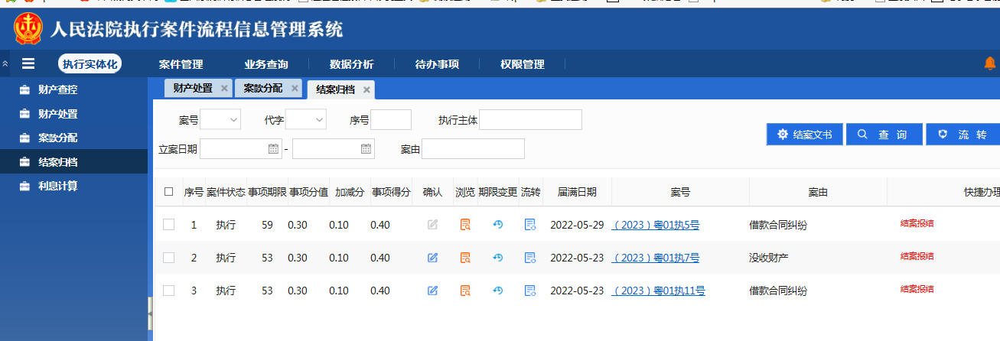 人民法院执行案件流程信息管理系统
执行实体化 案件管理 业务查询 数据分析 待办事项 权限管理
财产查控
财产处置
案款分配
结案归档
利息计算
财产处置 案款分配 结案归档
案号 代字 序号 执行主体
立案日期 - 案由
结案文书 查 询 流 转
序号 案件状态 事项期限 事项分值 加减分 事项得分 确认 浏览 期限变更 流转 届满日期 案号 案由 快捷办理
1 执行 59 0.30 0.10 0.40 2022-05-29 （2023）粤01执5号 借款合同纠纷 结案报结
2 执行 53 0.30 0.10 0.40 2022-05-23 （2023）粤01执7号 没收财产 结案报结
3 执行 53 0.30 0.10 0.40 2022-05-23 （2023）粤01执11号 借款合同纠纷 结案报结